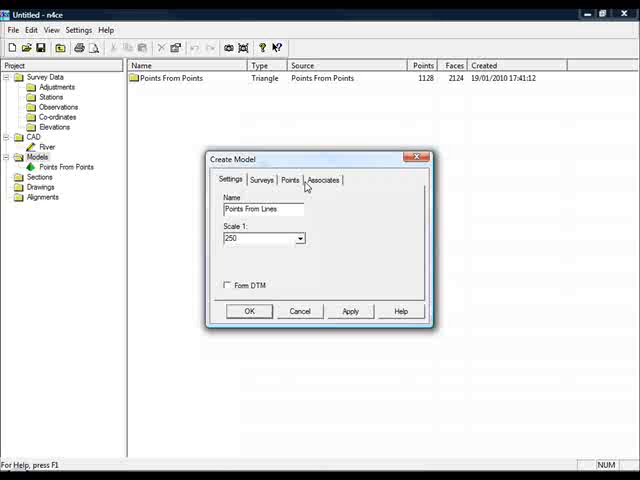 Untitled - n4ce
File Edit View Settings Help
Project
Name Type Source Points Faces Created
Survey Data
Points From Points Triangle Points From Points 1128 2124 19/01/2010 17:41:12
Adjustments
Stations
Observations
Co-ordinates
Elevations
CAD
River
Models
Points From Points
Sections
Drawings
Alignments
Create Model
Settings Surveys Points Associates
Name
Points From Lines
Scale 1:
250
Form DTM
OK Cancel Apply Help
For Help, press F1
NUM